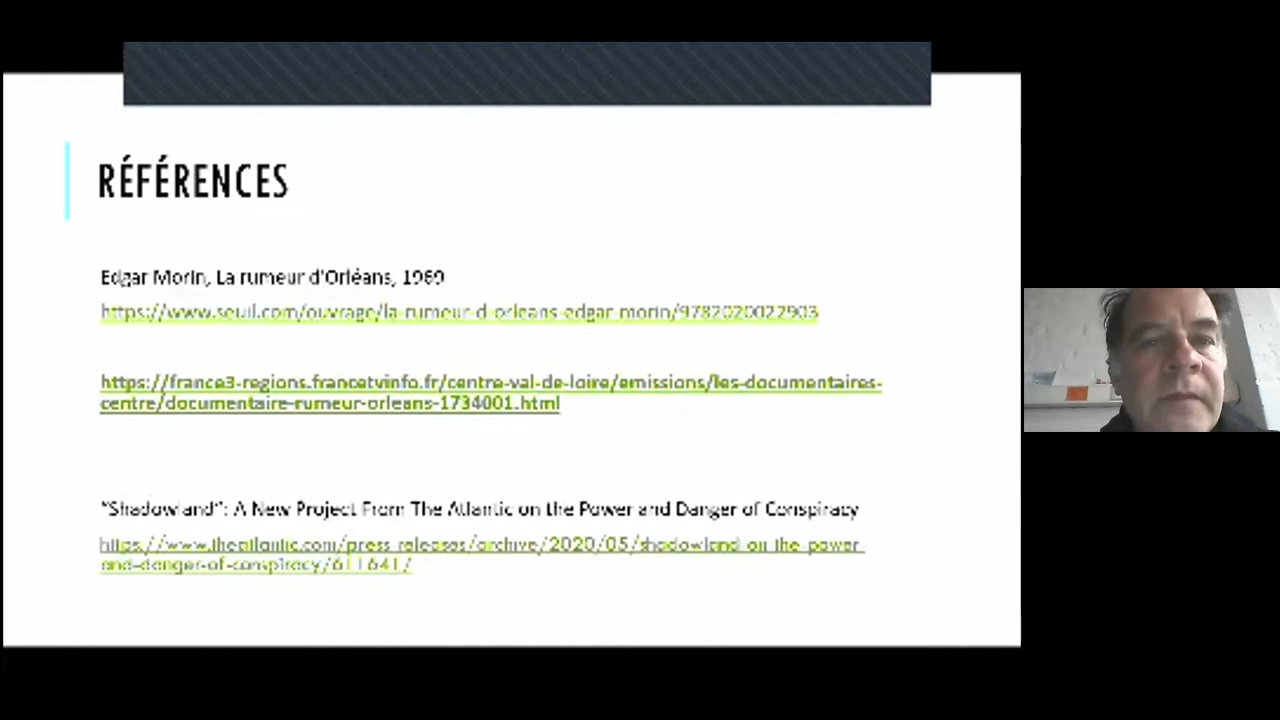 RÉFÉRENCES
Edgar Morin, La rumeur d'Orléans, 1969
https://www.seuil.com/ouvrage/la-rumeur-d-orleans-edgar-morin/9782020022903
https://france3-regions.francetvinfo.fr/centre-val-de-loire/emissions/les-documentaires-
centre/documentaire-rumeur-orleans-1734001.html
"Shadowland": A New Project From The Atlantic on the Power and Danger of Conspiracy
https://www.theatlantic.com/press-releases/archive/2020/05/shadowland-on-the-power-
and-danger-of-conspiracy/611641/